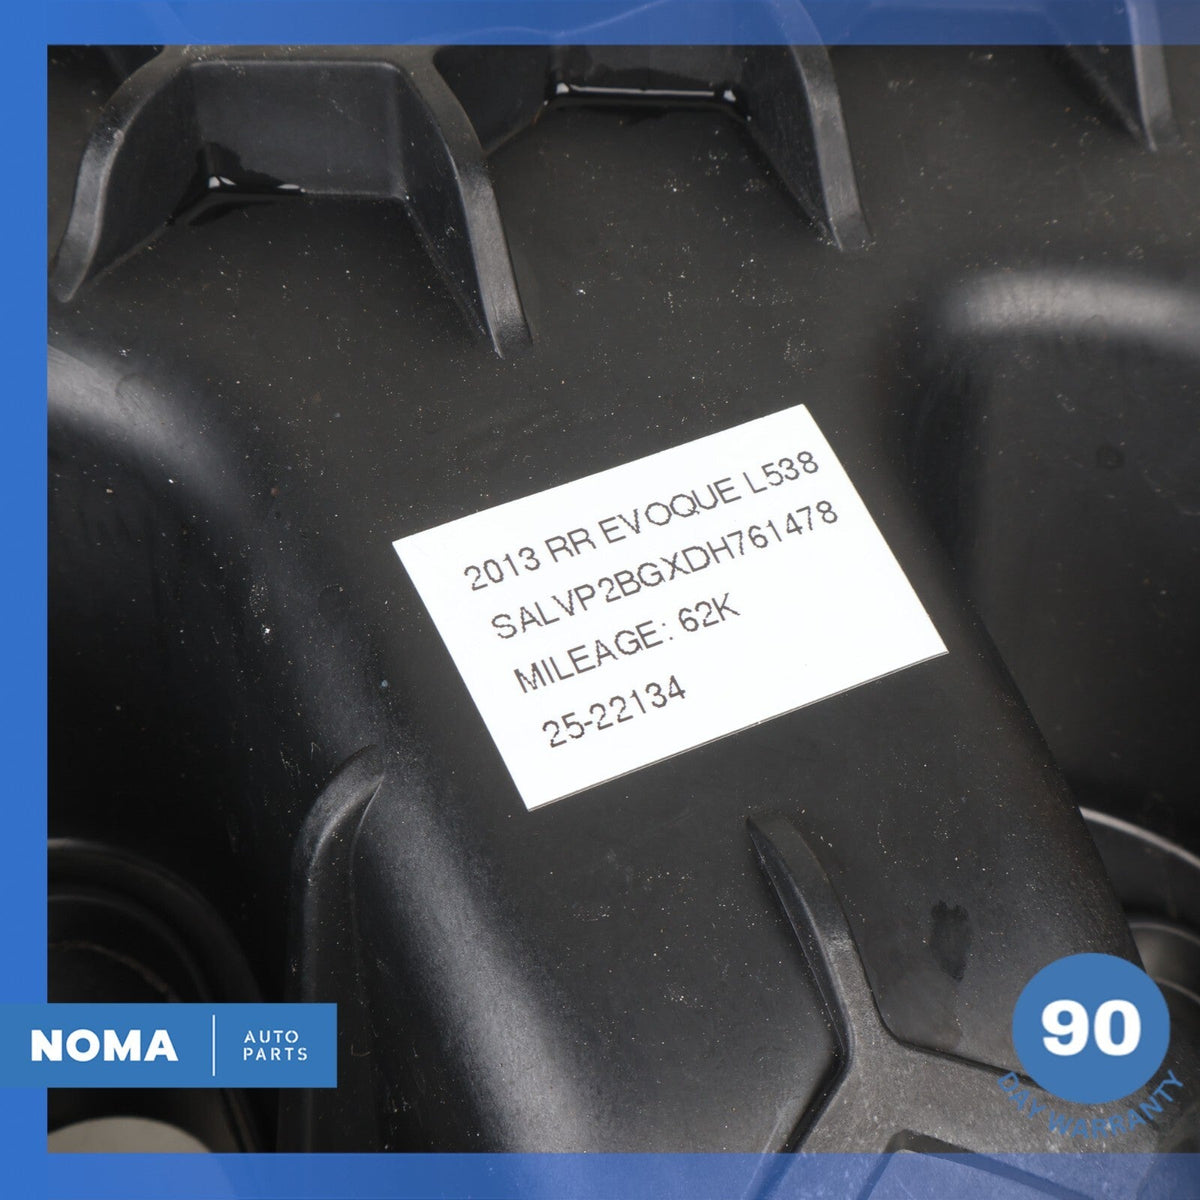 2013 RR EVOQUE L538
SALVP2BGXDH761478
MILEAGE: 62K
25-22134
NOMA
AUTO
PARTS
90
DAY WARRANTY